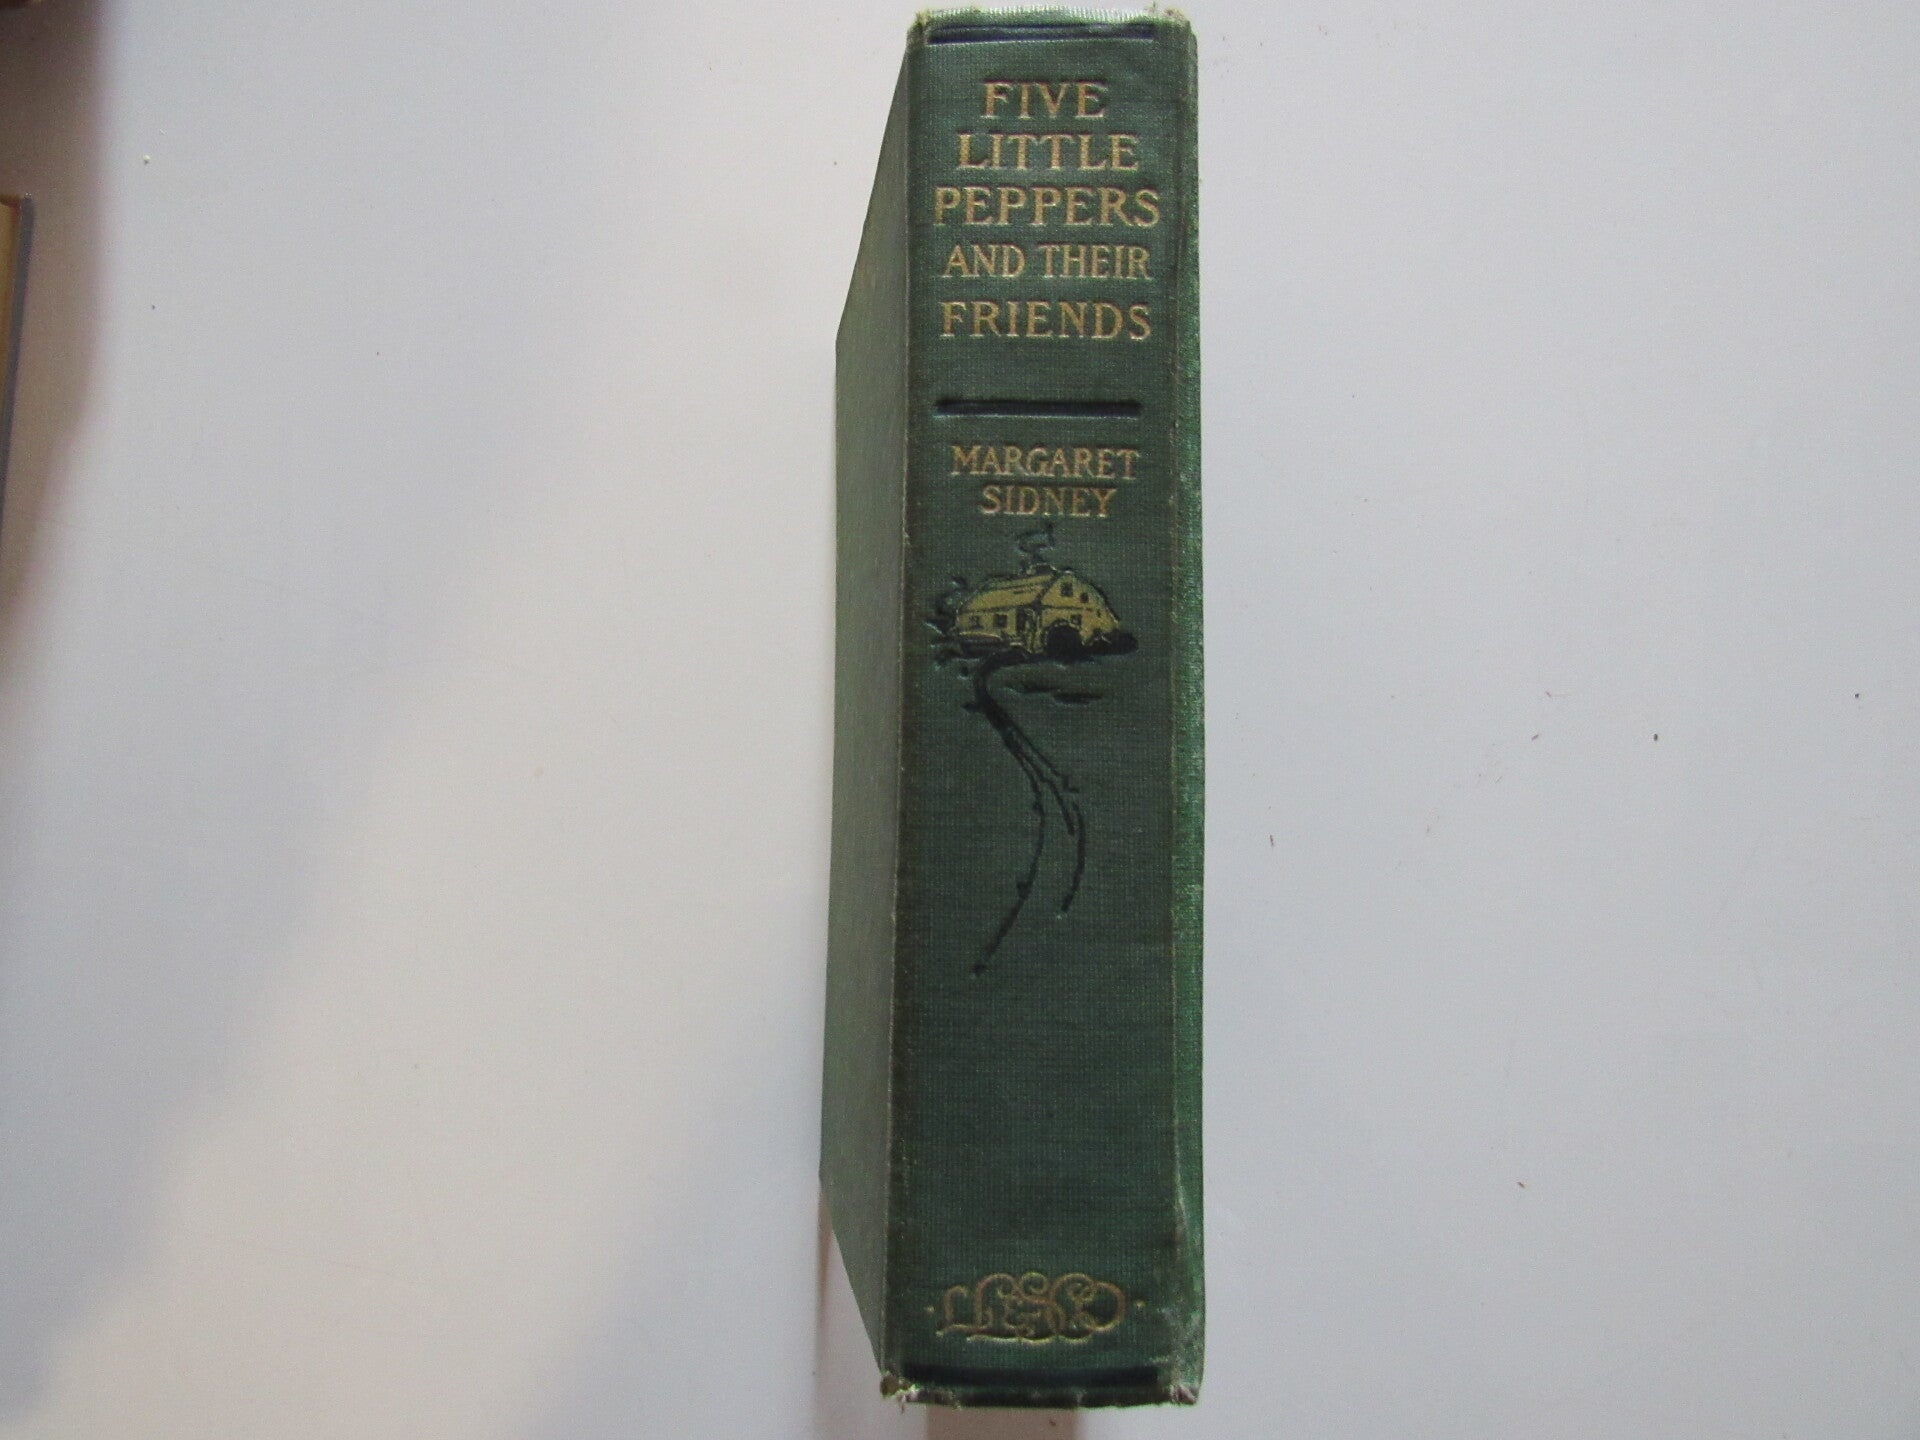 FIVE
LITTLE
PEPPERS
AND THEIR
FRIENDS
MARGARET
SIDNEY